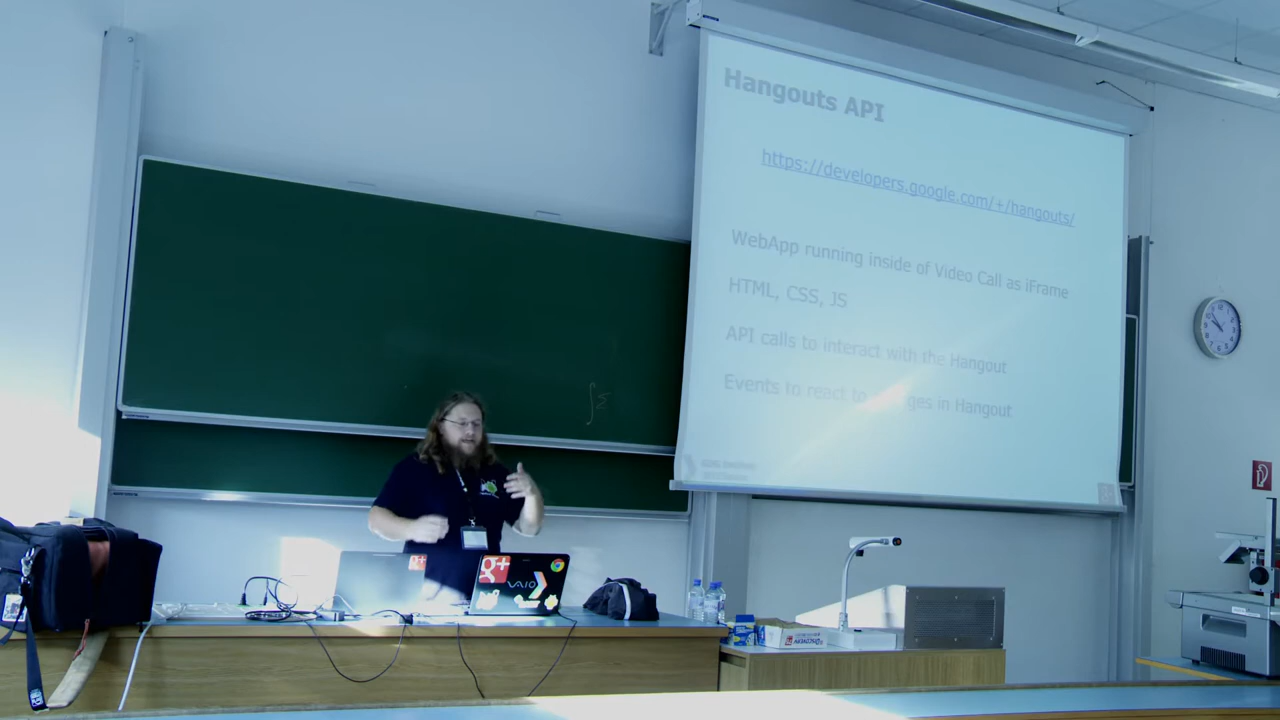 Hangouts API
https://developers.google.com/+/hangouts/
WebApp running inside of Video Call as iFrame
HTML, CSS, JS
API calls to interact with the Hangout
Events to react to in Hangout
∫Σ
g+
g+
VAIO